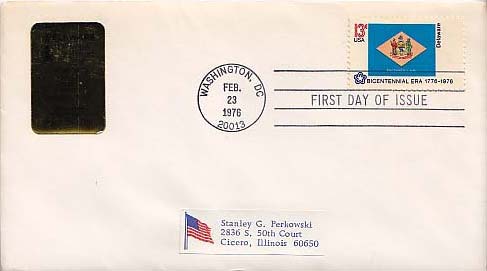 13c
USA
Delaware
BICENTENNIAL ERA 1776-1976
WASHINGTON, DC
FEB.
23
1976
20013
FIRST DAY OF ISSUE
Stanley G. Perkowski
2836 S. 50th Court
Cicero, Illinois 60650